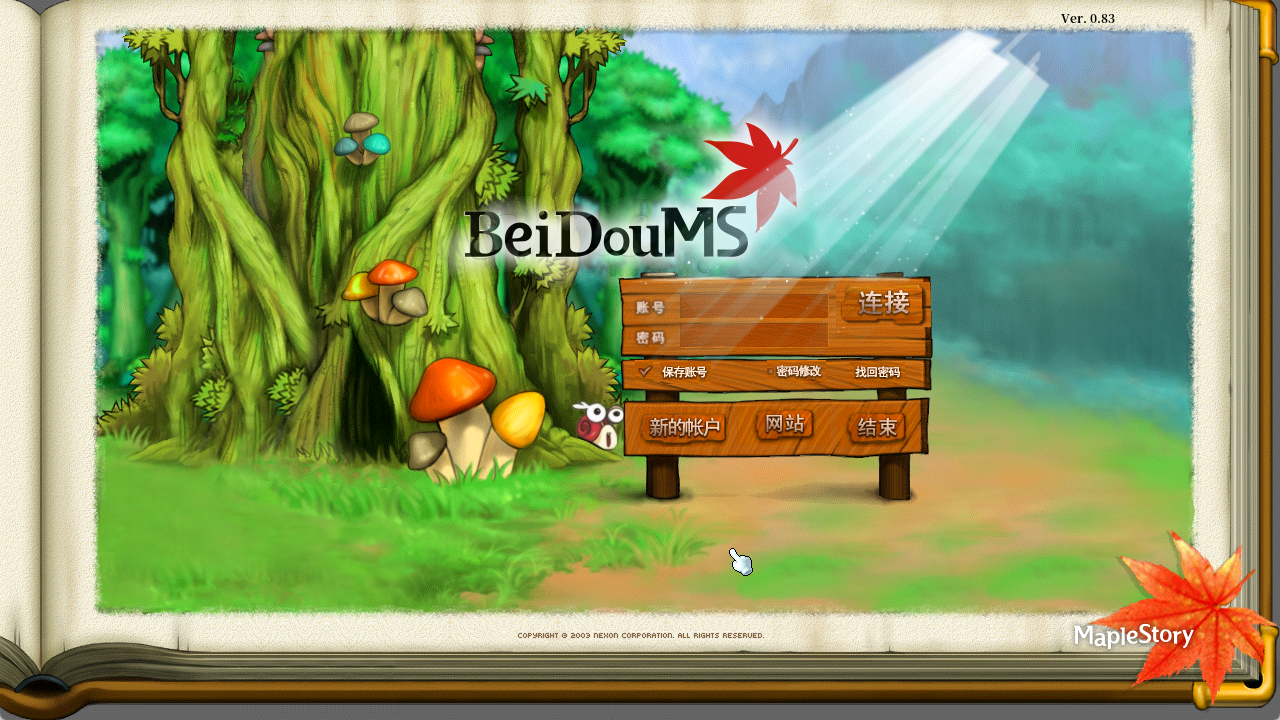 Ver. 0.83
BeiDouMS
账号
连接
密码
保存账号
密码修改
找回密码
新的帐户
网站
结束
COPYRIGHT © 2003 NEXON CORPORATION. ALL RIGHTS RESERVED.
MapleStory